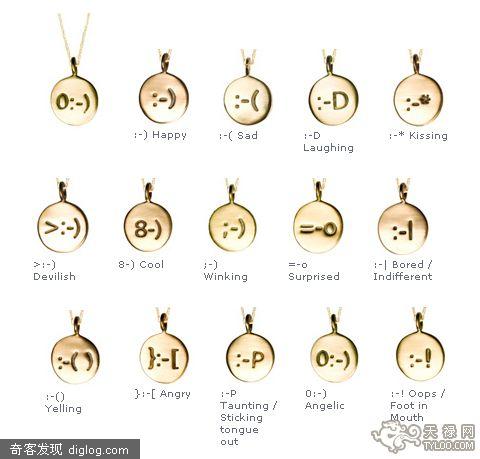 0:-)
:-)
:-(
:-D
:-*
:-) Happy
:-( Sad
:-D
Laughing
:-* Kissing
>:-)
8-)
;-)
=-o
:-|
>:-)
Devilish
8-) Cool
;-)
Winking
=-o
Surprised
:-| Bored /
Indifferent
:-()
}:-[
:-P
0:-)
:-!
:-()
Yelling
}:-[ Angry
:-P
Taunting /
Sticking
tongue
out
0:-)
Angelic
:-! Oops /
Foot in
Mouth
奇客发现 diglog.com
天禄网
TYLOO.COM